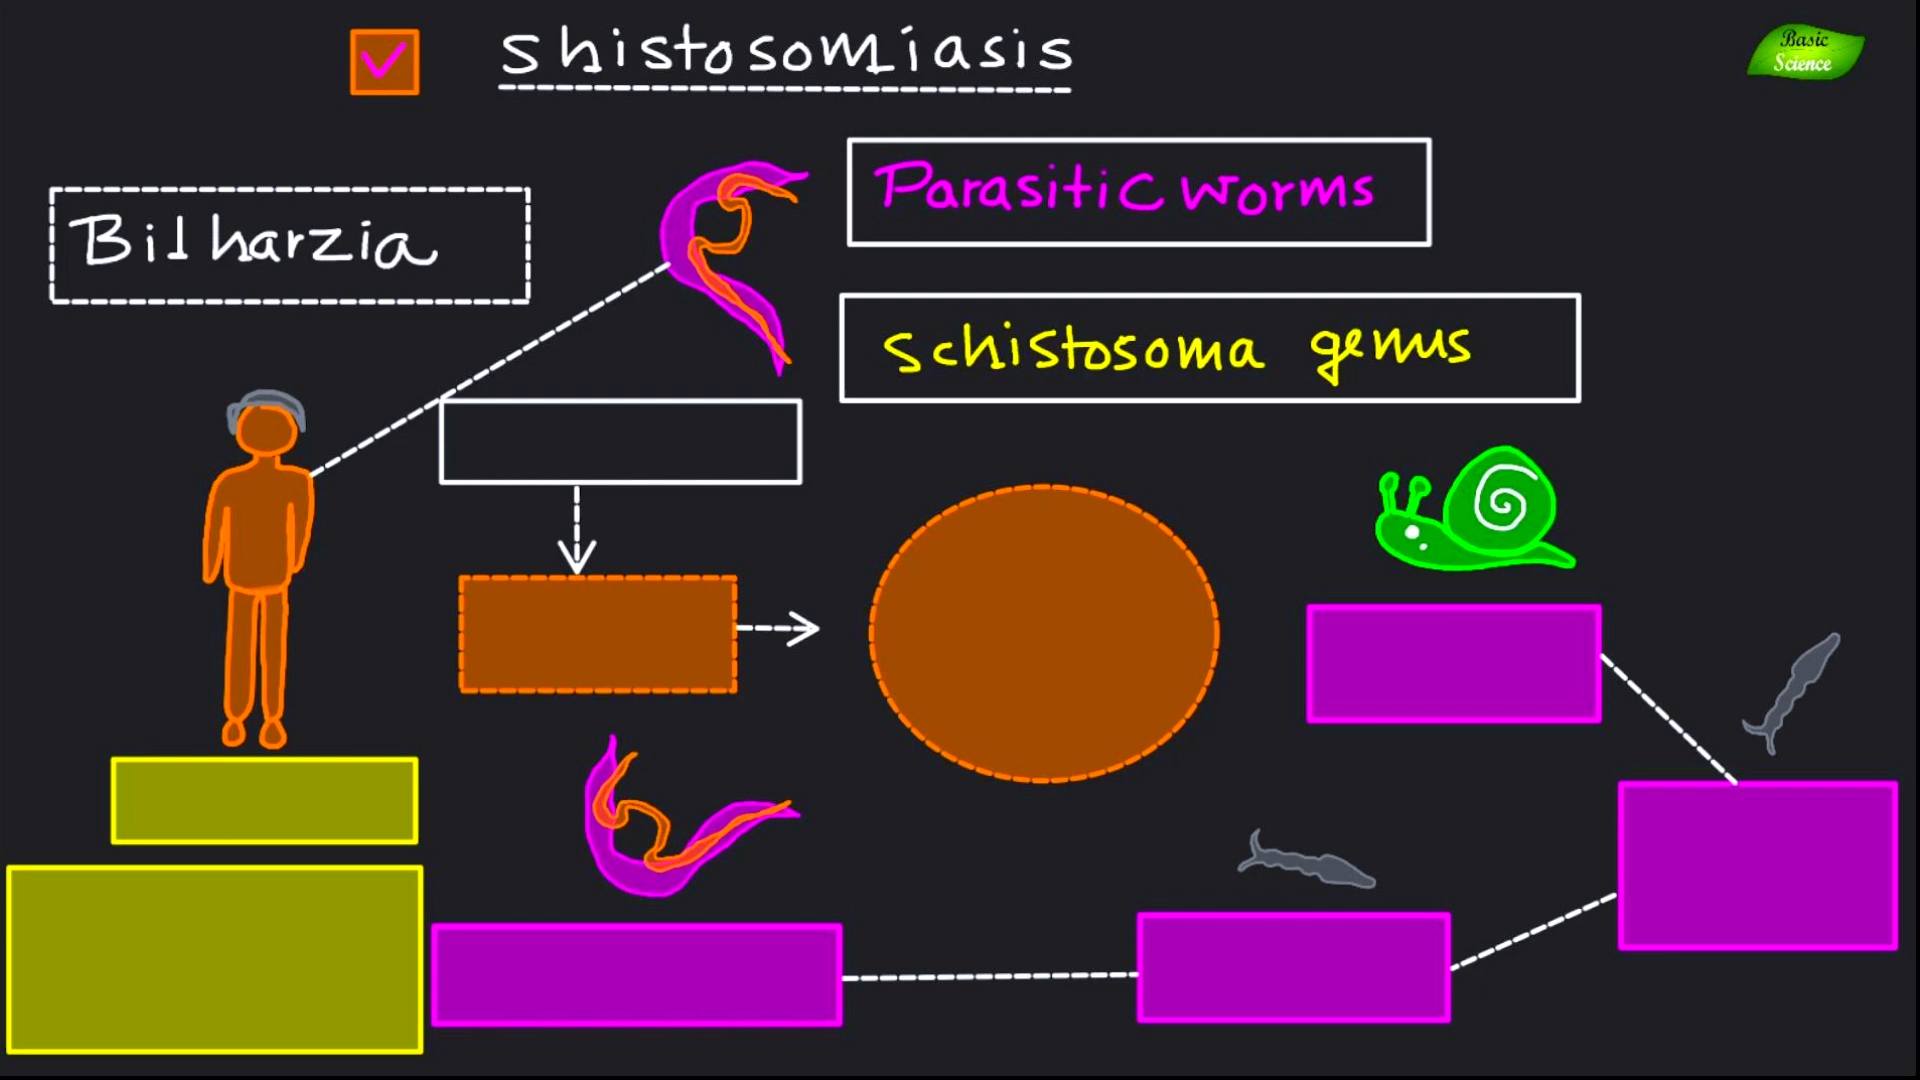 shistosomiasis
Basic
Science
Parasitic worms
Bilharzia
Schistosoma genus